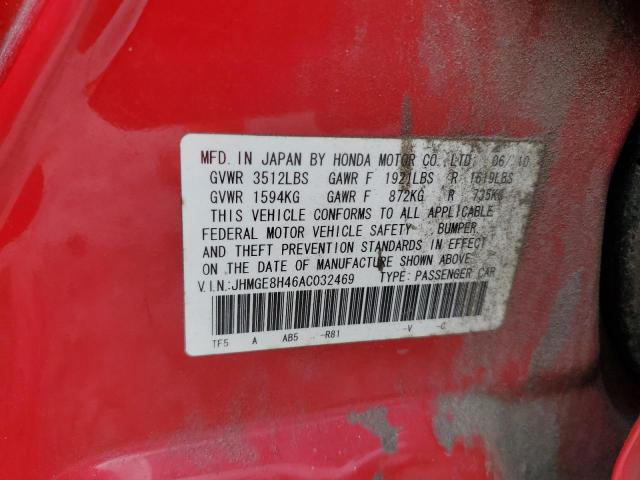 MFD. IN JAPAN BY HONDA MOTOR CO., LTD. 06/10
GVWR 3512LBS GAWR F 1921LBS R 1619LBS
GVWR 1594KG GAWR F 872KG R 735KG
THIS VEHICLE CONFORMS TO ALL APPLICABLE
FEDERAL MOTOR VEHICLE SAFETY, BUMPER,
AND THEFT PREVENTION STANDARDS IN EFFECT
ON THE DATE OF MANUFACTURE SHOWN ABOVE.
V.I.N.:JHMGE8H46AC032469 TYPE: PASSENGER CAR
TF5 A AB5 -R81 -V -C